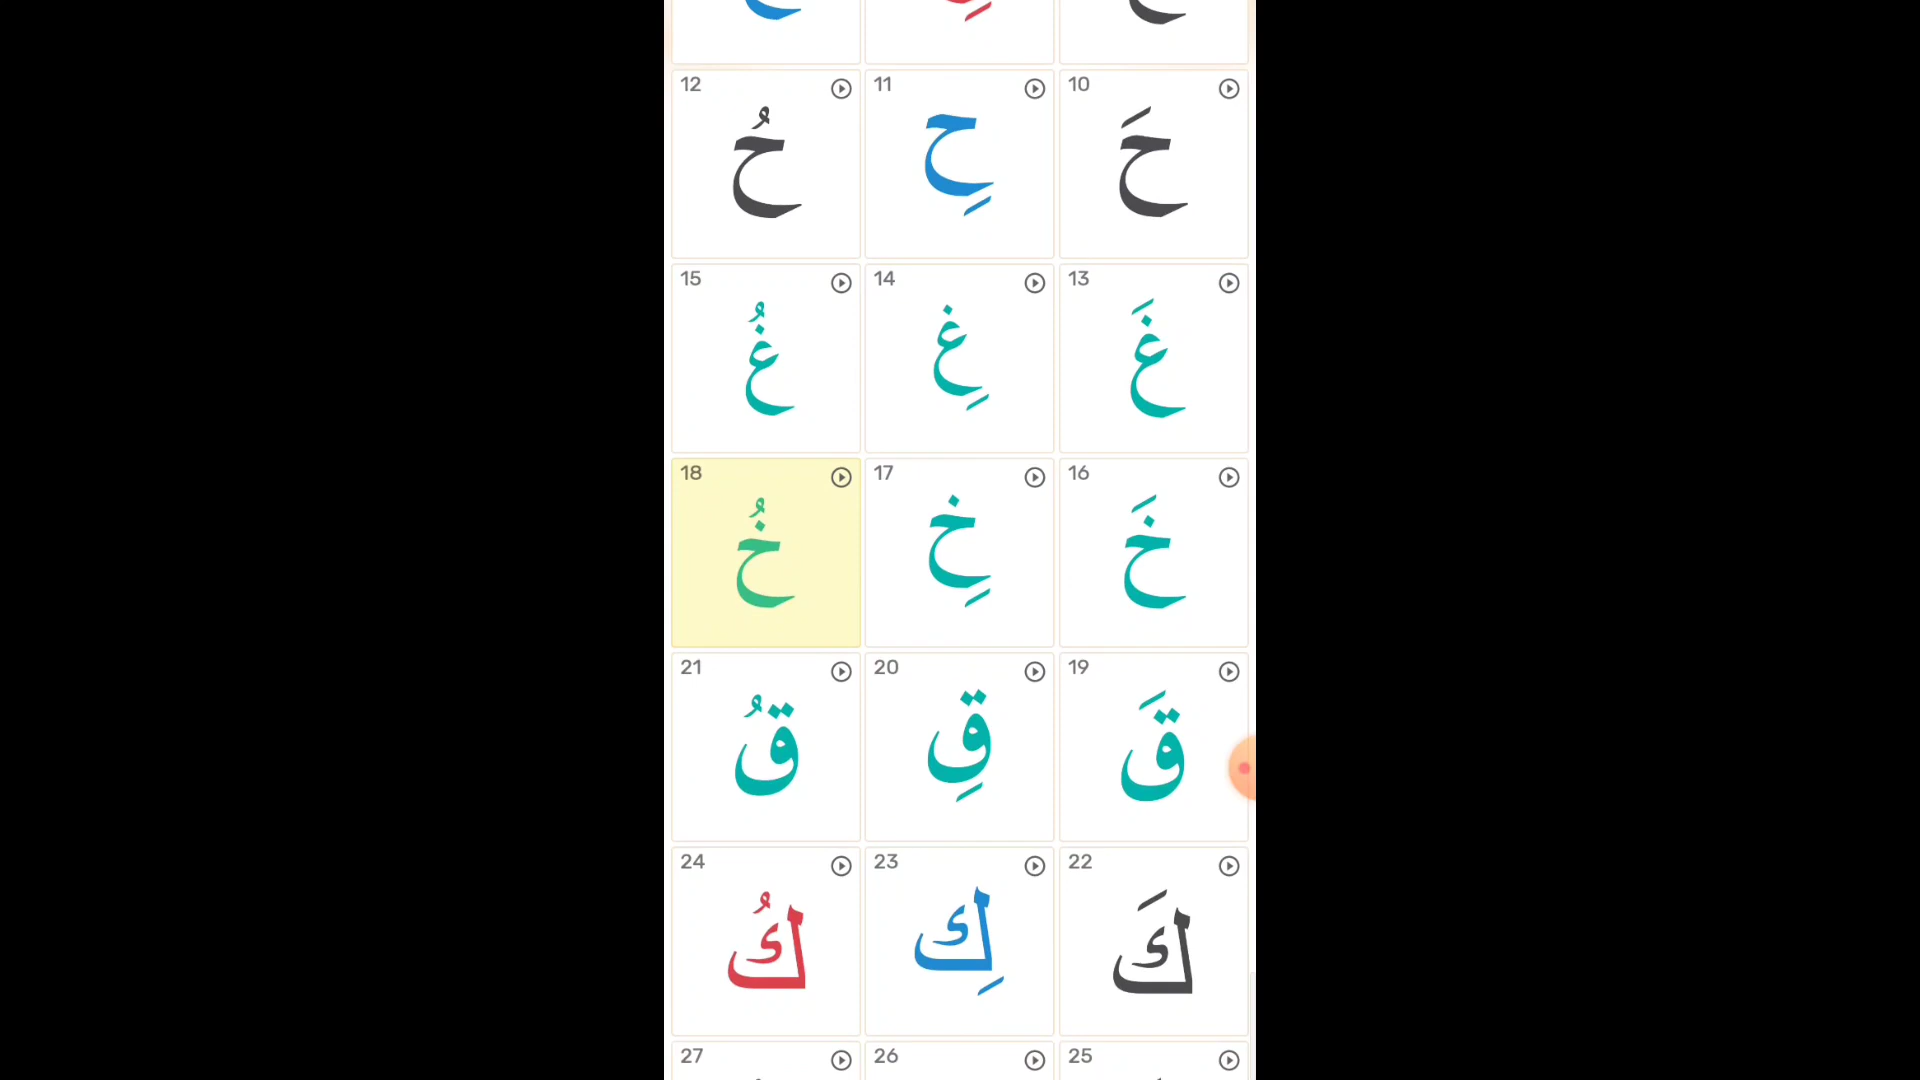 10 11 12
حَ حِ حُ
13 14 15
غَ غِ غُ
16 17 18
خَ خِ خُ
19 20 21
قَ قِ قُ
22 23 24
كَ كِ كُ
25 26 27